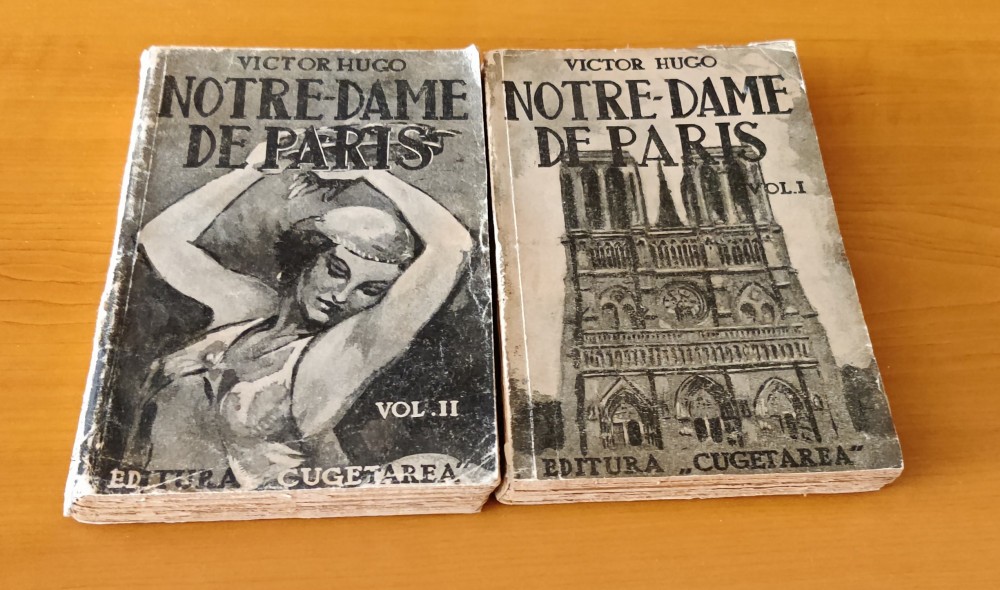 VICTOR HUGO
NOTRE-DAME
DE PARIS
VOL.II
EDITURA "CUGETAREA"
VICTOR HUGO
NOTRE-DAME
DE PARIS
VOL.I
EDITURA „CUGETAREA"